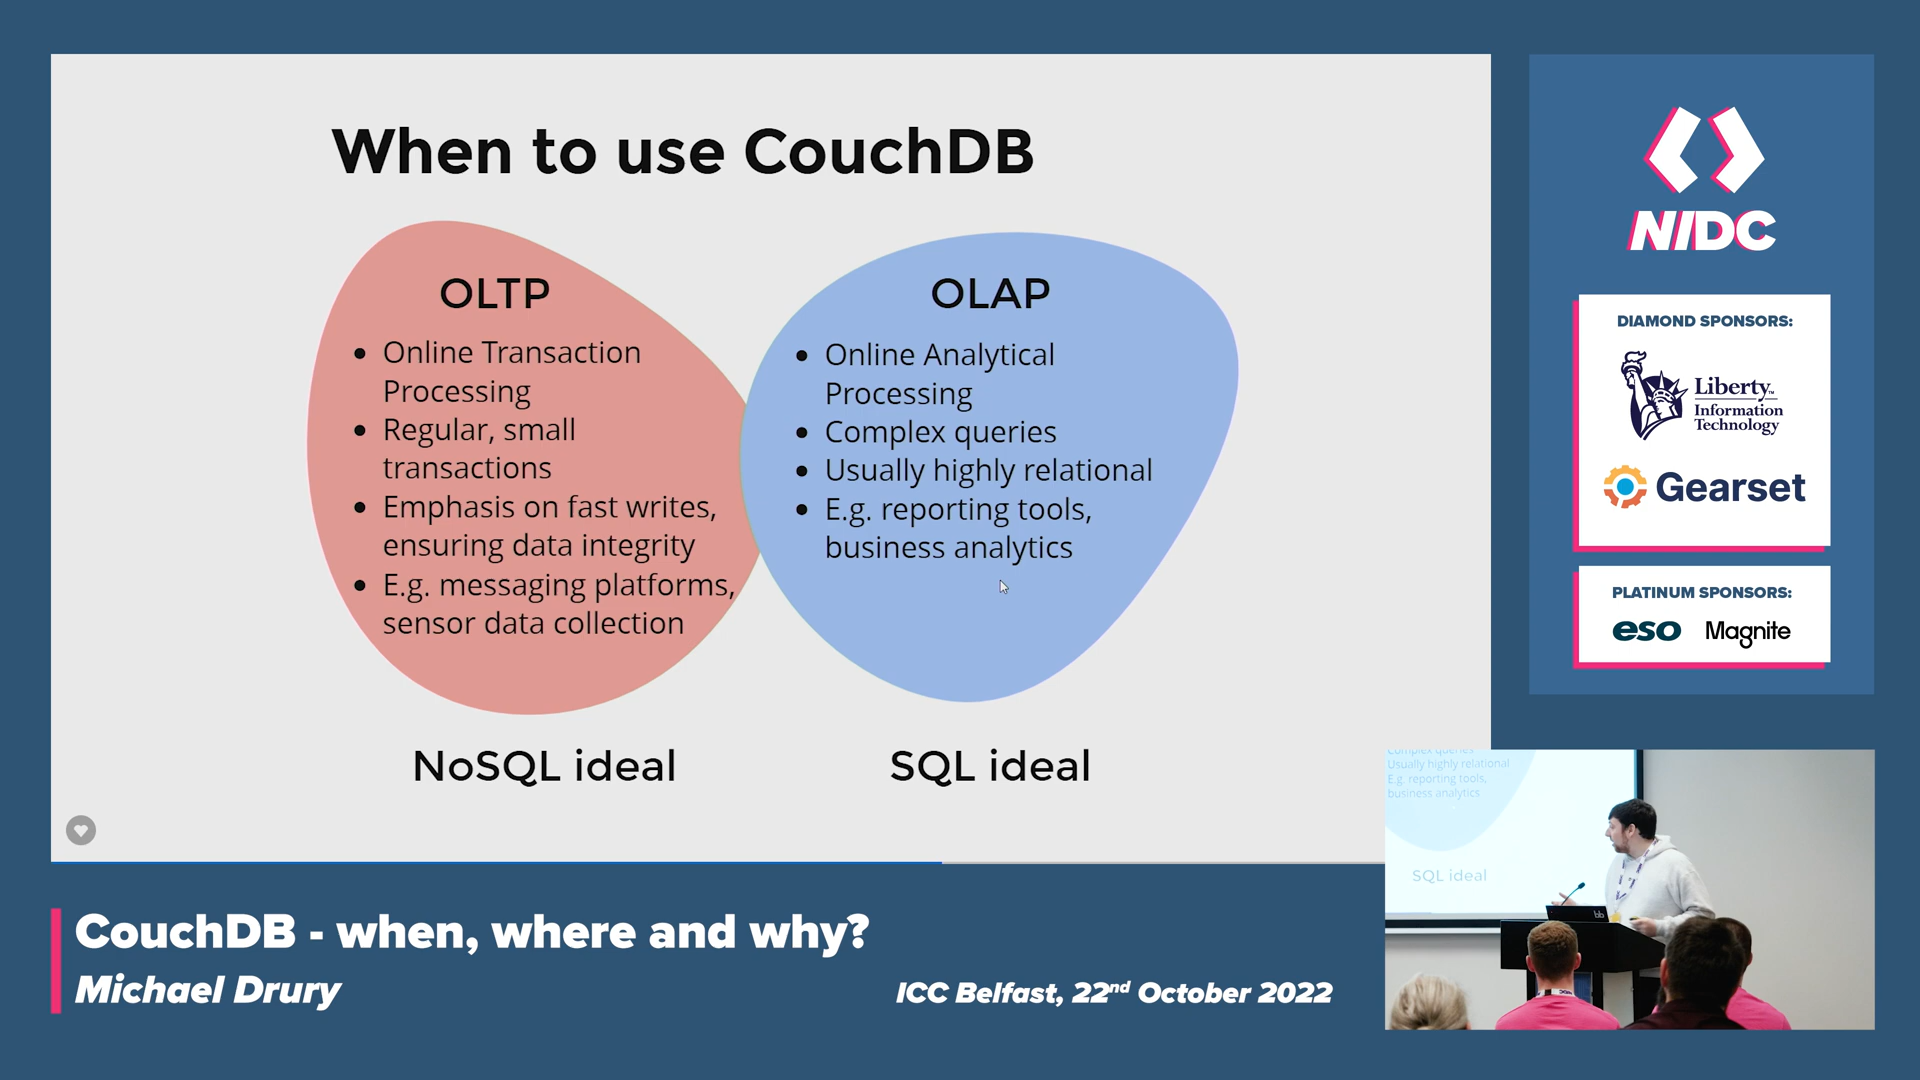 When to use CouchDB
OLTP
• Online Transaction
Processing
• Regular, small
transactions
• Emphasis on fast writes,
ensuring data integrity
• E.g. messaging platforms,
sensor data collection
NoSQL ideal
OLAP
• Online Analytical
Processing
• Complex queries
• Usually highly relational
• E.g. reporting tools,
business analytics
SQL ideal
NIDC
DIAMOND SPONSORS:
Liberty™
Information
Technology
Gearset
PLATINUM SPONSORS:
eso Magnite
Complex queries
Usually highly relational
E.g. reporting tools,
business analytics
SQL ideal
CouchDB - when, where and why?
Michael Drury
ICC Belfast, 22nd October 2022